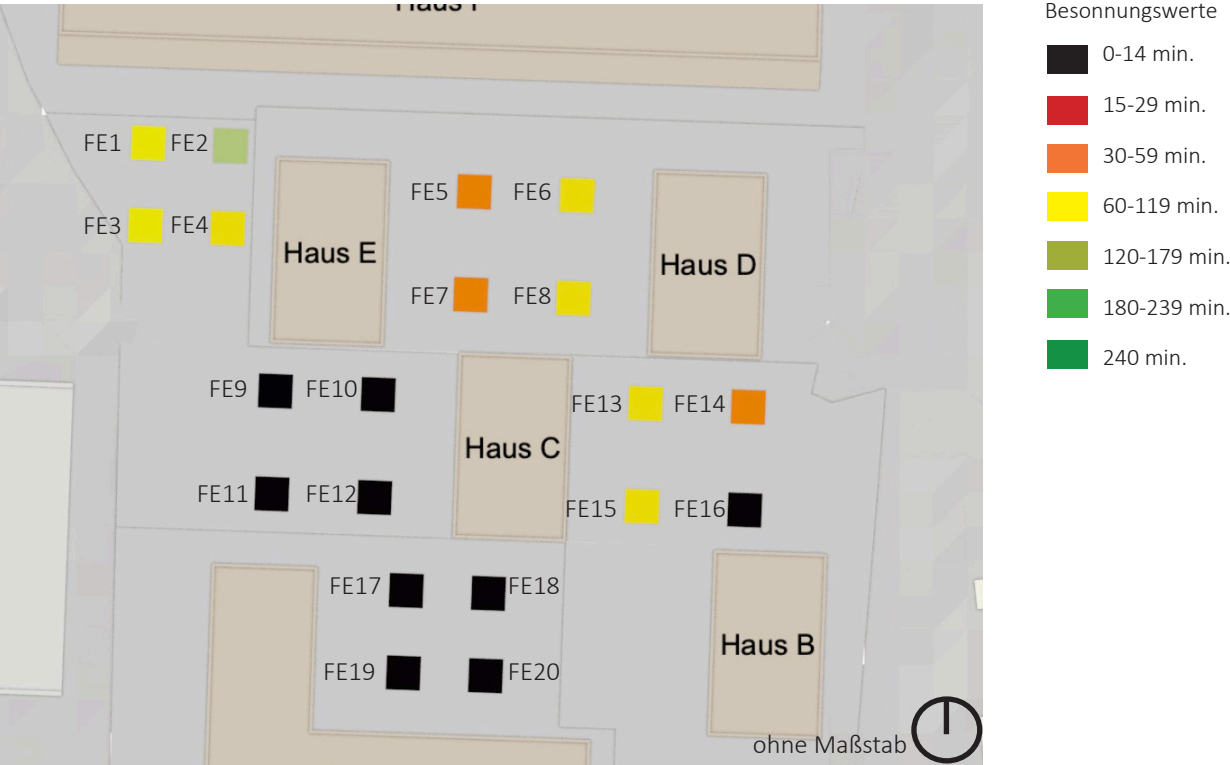 Besonnungswerte
0-14 min.
15-29 min.
30-59 min.
60-119 min.
120-179 min.
180-239 min.
240 min.
FE1 FE2
FE3 FE4
FE5 FE6
Haus E
Haus D
FE7 FE8
FE9 FE10
FE13 FE14
Haus C
FE11 FE12
FE15 FE16
FE17 FE18
Haus B
FE19 FE20
ohne Maßstab